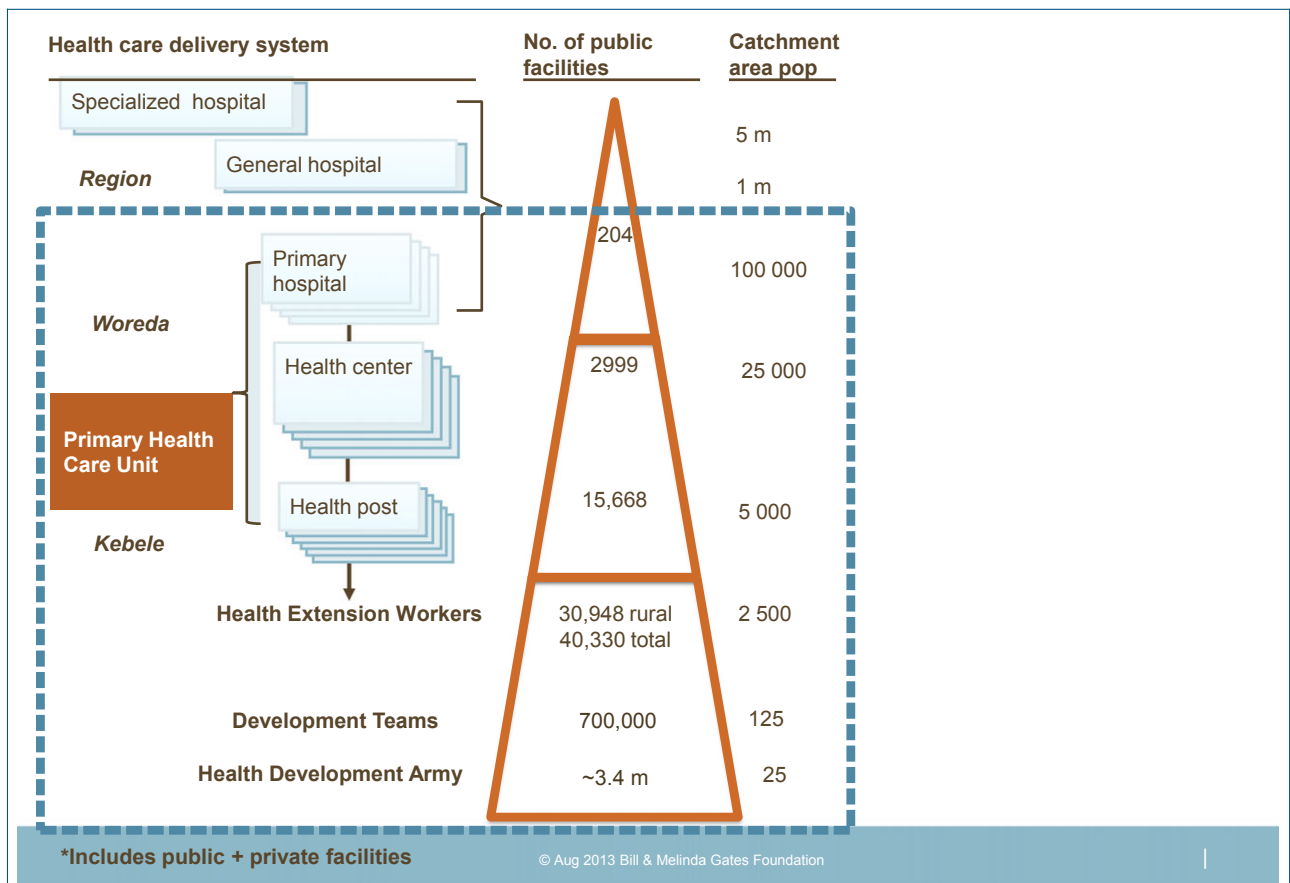 Health care delivery system
No. of public
facilities
Catchment
area pop
Specialized hospital
5 m
General hospital
Region
1 m
204
Primary
hospital
100 000
Woreda
Health center
2999
25 000
Primary Health
Care Unit
Health post
15,668
5 000
Kebele
Health Extension Workers
30,948 rural
40,330 total
2 500
Development Teams
700,000
125
Health Development Army
~3.4 m
25
*Includes public + private facilities
© Aug 2013 Bill & Melinda Gates Foundation
|